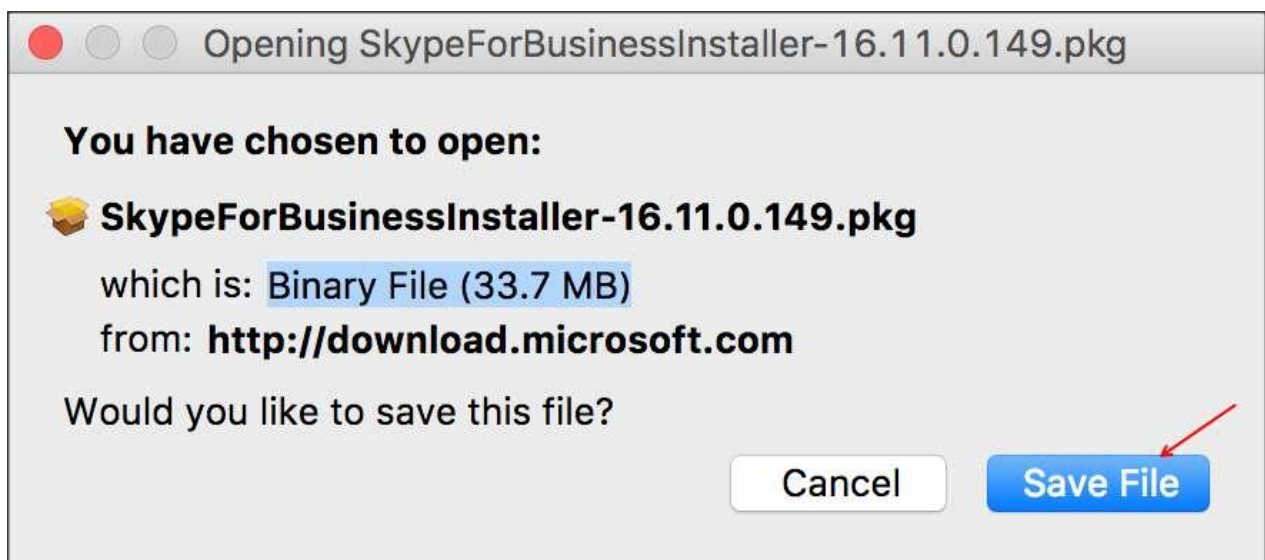 Opening SkypeForBusinessInstaller-16.11.0.149.pkg
You have chosen to open:
SkypeForBusinessInstaller-16.11.0.149.pkg
which is: Binary File (33.7 MB)
from: http://download.microsoft.com
Would you like to save this file?
Cancel Save File